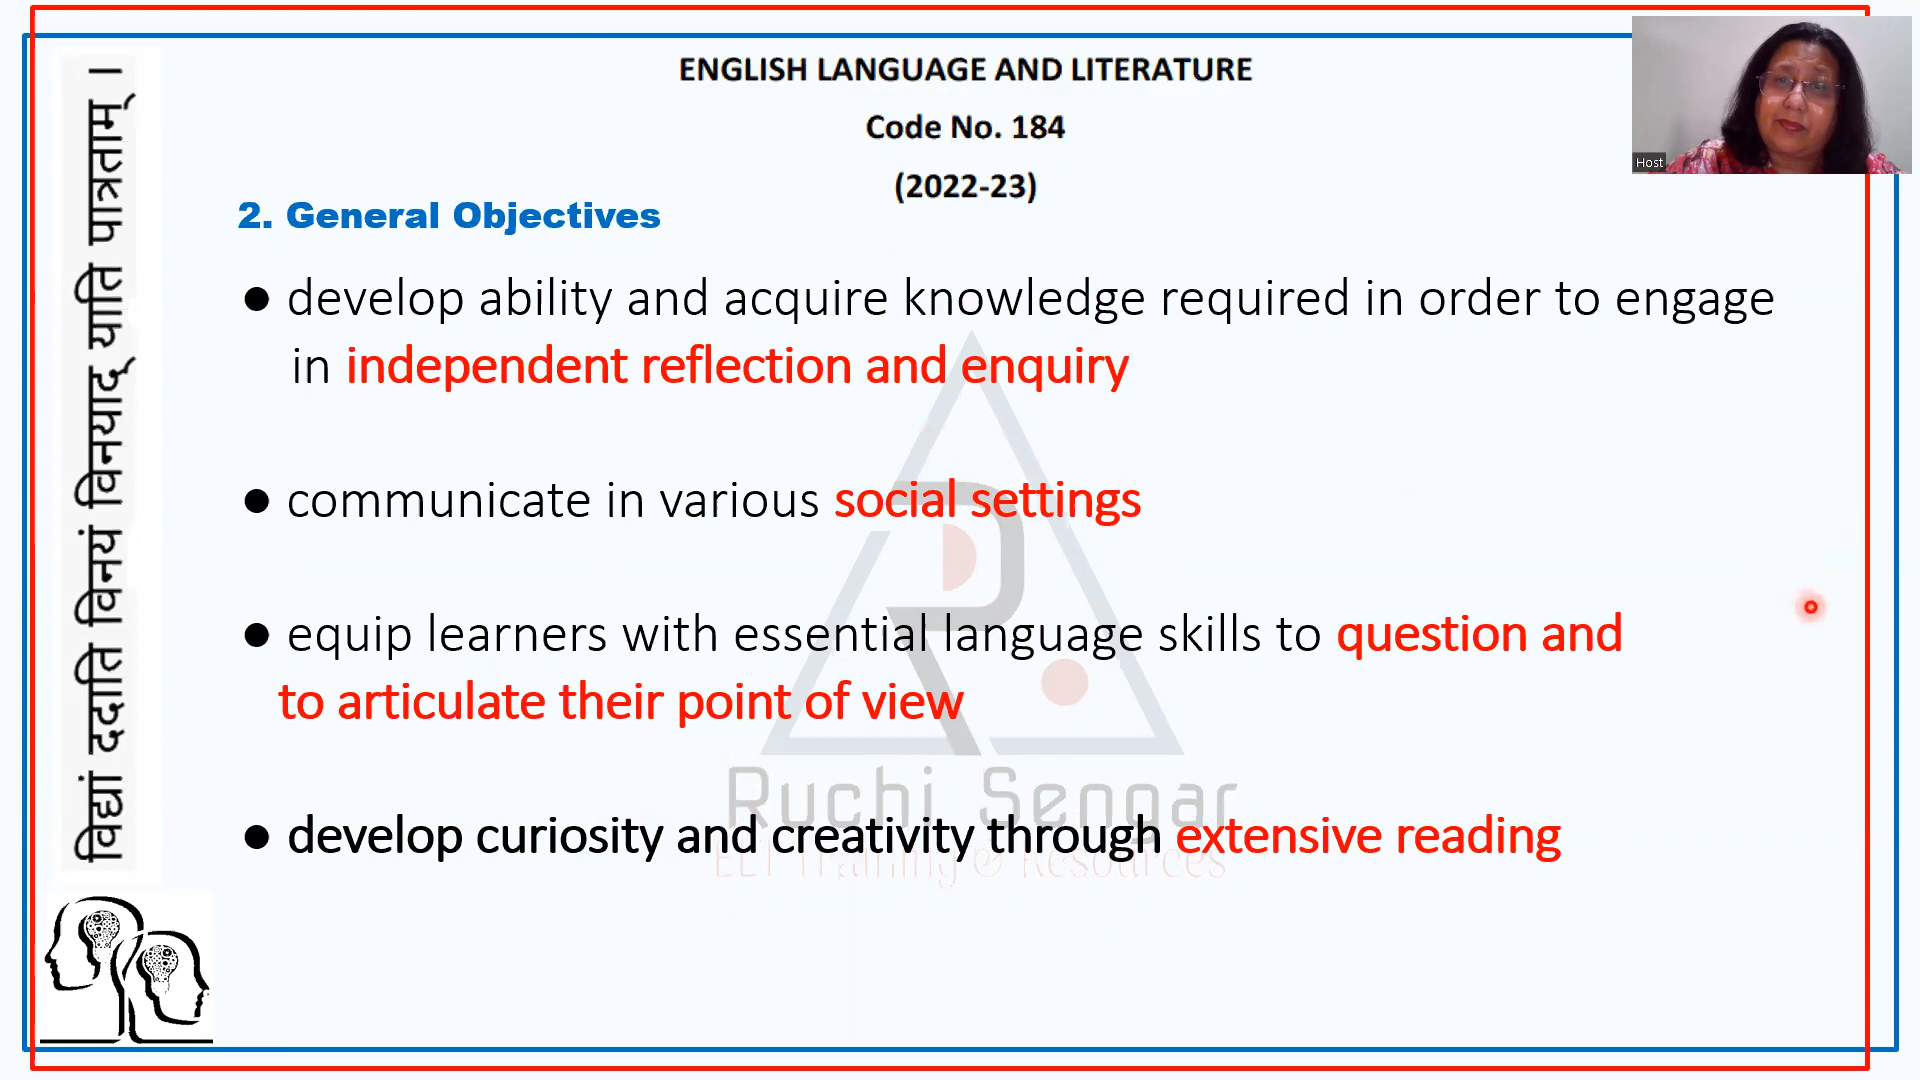 ENGLISH LANGUAGE AND LITERATURE
Code No. 184
(2022-23)
2. General Objectives
● develop ability and acquire knowledge required in order to engage
in independent reflection and enquiry
● communicate in various social settings
● equip learners with essential language skills to question and
to articulate their point of view
● develop curiosity and creativity through extensive reading
विद्यां ददाति विनयं विनयाद् याति पात्रताम् ।
Host
Ruchi Sengar
ELT Training & Resources